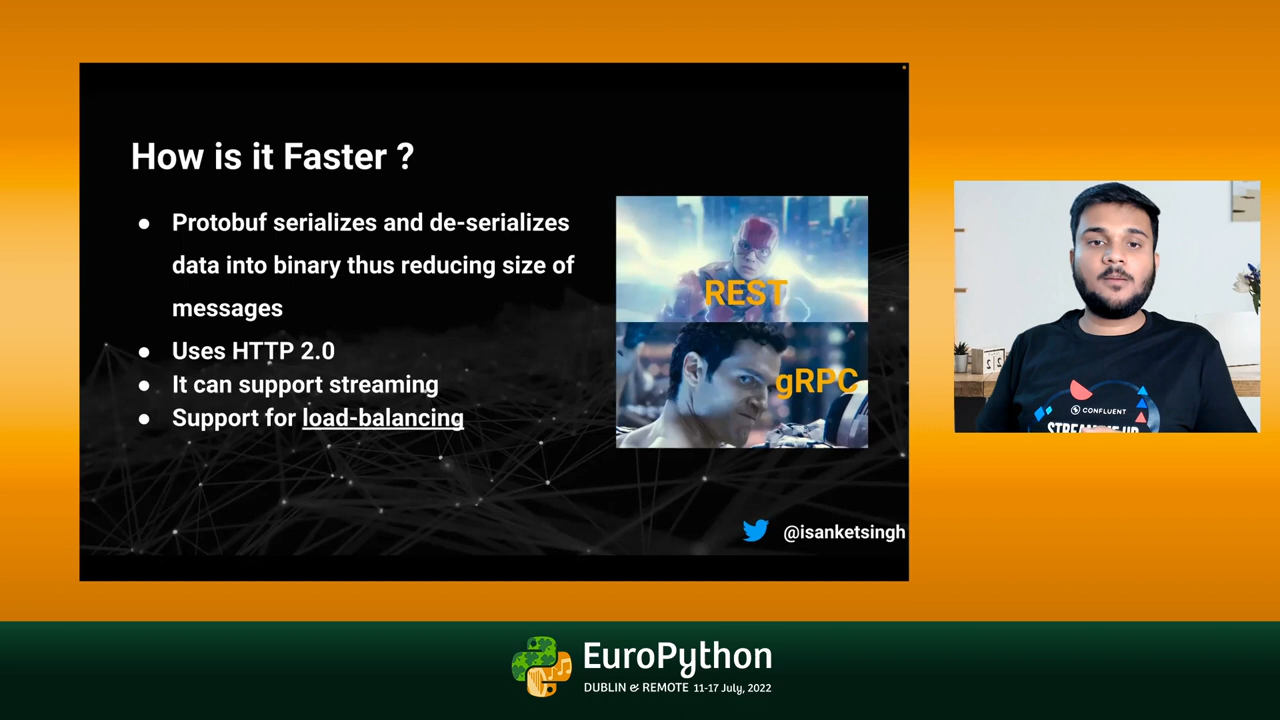 How is it Faster ?
● Protobuf serializes and de-serializes
data into binary thus reducing size of
messages
● Uses HTTP 2.0
● It can support streaming
● Support for load-balancing
REST
gRPC
@isanketsingh
CONFLUENT
EuroPython
DUBLIN & REMOTE 11-17 July, 2022